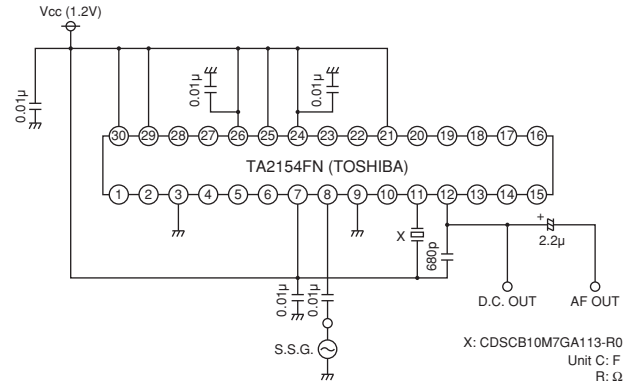 Vcc (1.2V)
0.01µ
0.01µ
0.01µ
30 29 28 27 26 25 24 23 22 21 20 19 18 17 16
TA2154FN (TOSHIBA)
1 2 3 4 5 6 7 8 9 10 11 12 13 14 15
X
680p
+
2.2µ
0.01µ
0.01µ
D.C. OUT
AF OUT
S.S.G.
X: CDSCB10M7GA113-R0
Unit C: F
R: Ω